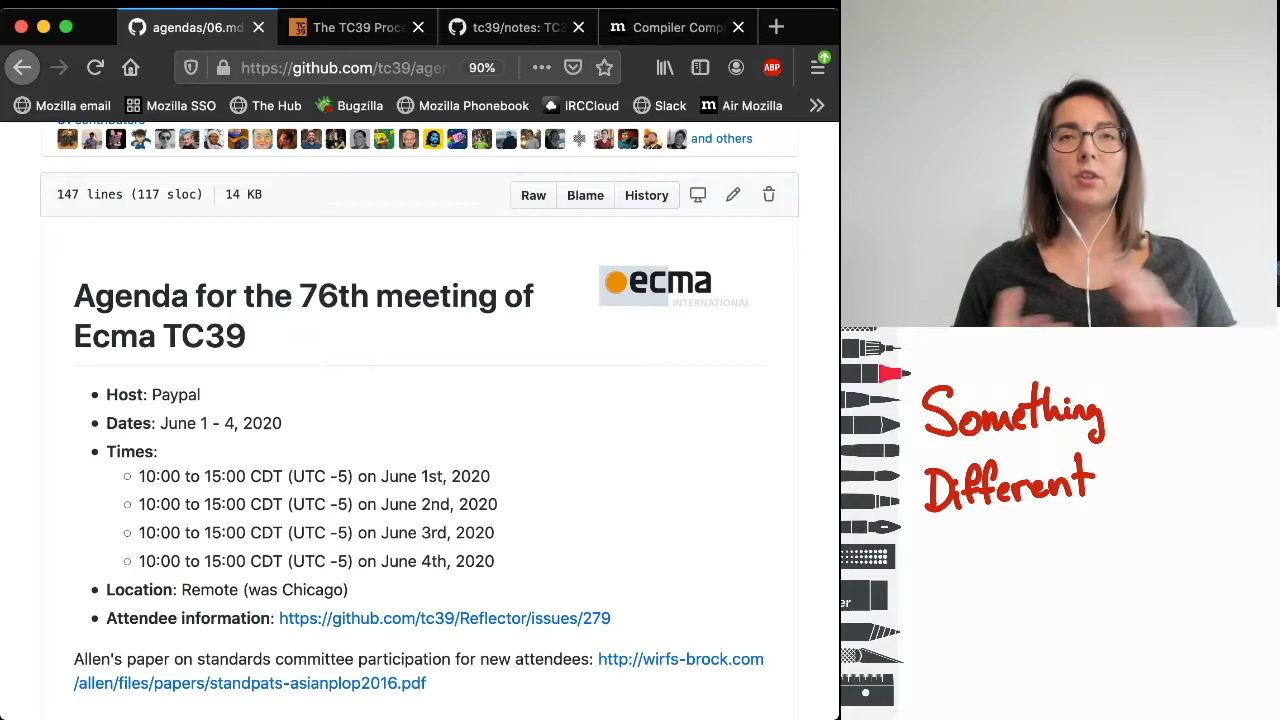 agendas/06.md
The TC39 Proce
tc39/notes: TC3
Compiler Comp
https://github.com/tc39/agen
90%
ABP
Mozilla email
Mozilla SSO
The Hub
Bugzilla
Mozilla Phonebook
IRCCloud
Slack
Air Mozilla
and others
147 lines (117 sloc)
14 KB
Raw
Blame
History
Agenda for the 76th meeting of
Ecma TC39
ecma
INTERNATIONAL
Host: Paypal
Dates: June 1 - 4, 2020
Times:
10:00 to 15:00 CDT (UTC -5) on June 1st, 2020
10:00 to 15:00 CDT (UTC -5) on June 2nd, 2020
10:00 to 15:00 CDT (UTC -5) on June 3rd, 2020
10:00 to 15:00 CDT (UTC -5) on June 4th, 2020
Location: Remote (was Chicago)
Attendee information: https://github.com/tc39/Reflector/issues/279
Allen's paper on standards committee participation for new attendees: http://wirfs-brock.com
/allen/files/papers/standpats-asianplop2016.pdf
Something
Different
er